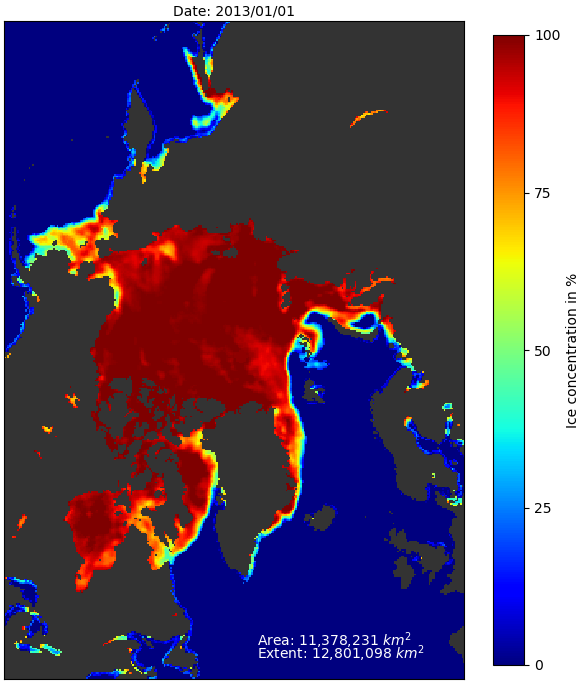 Date: 2013/01/01
100
75
50
25
0
Ice concentration in %
Area: 11,378,231 km²
Extent: 12,801,098 km²